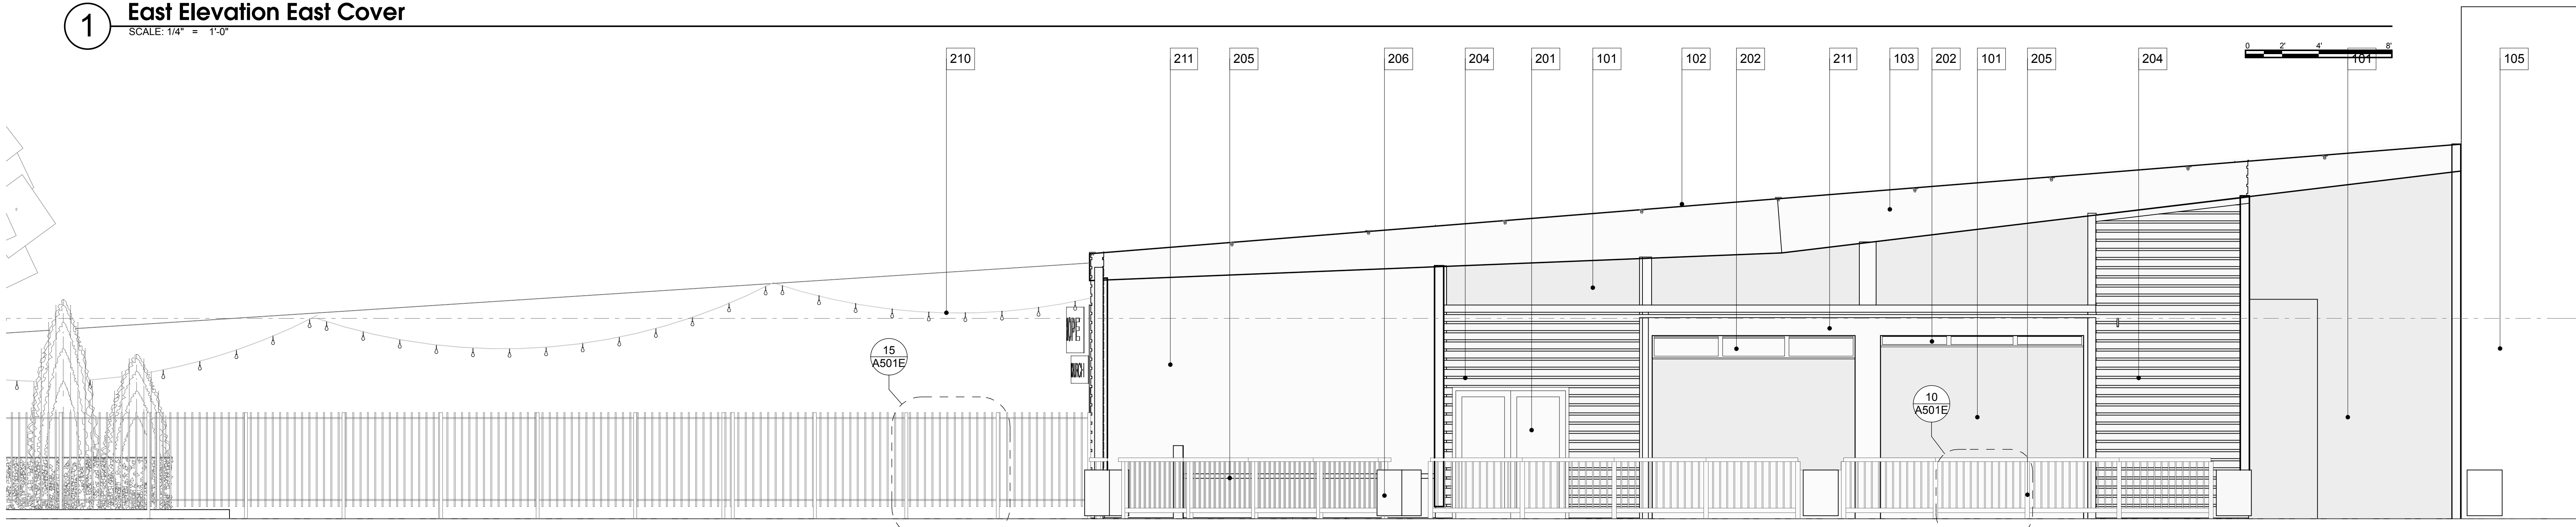 1
East Elevation East Cover
SCALE: 1/4" = 1'-0"
0 2' 4' 8'
210 211 205 206 204 201 101 102 202 211 103 202 101 205 204 101 105
15
A501E
10
A501E